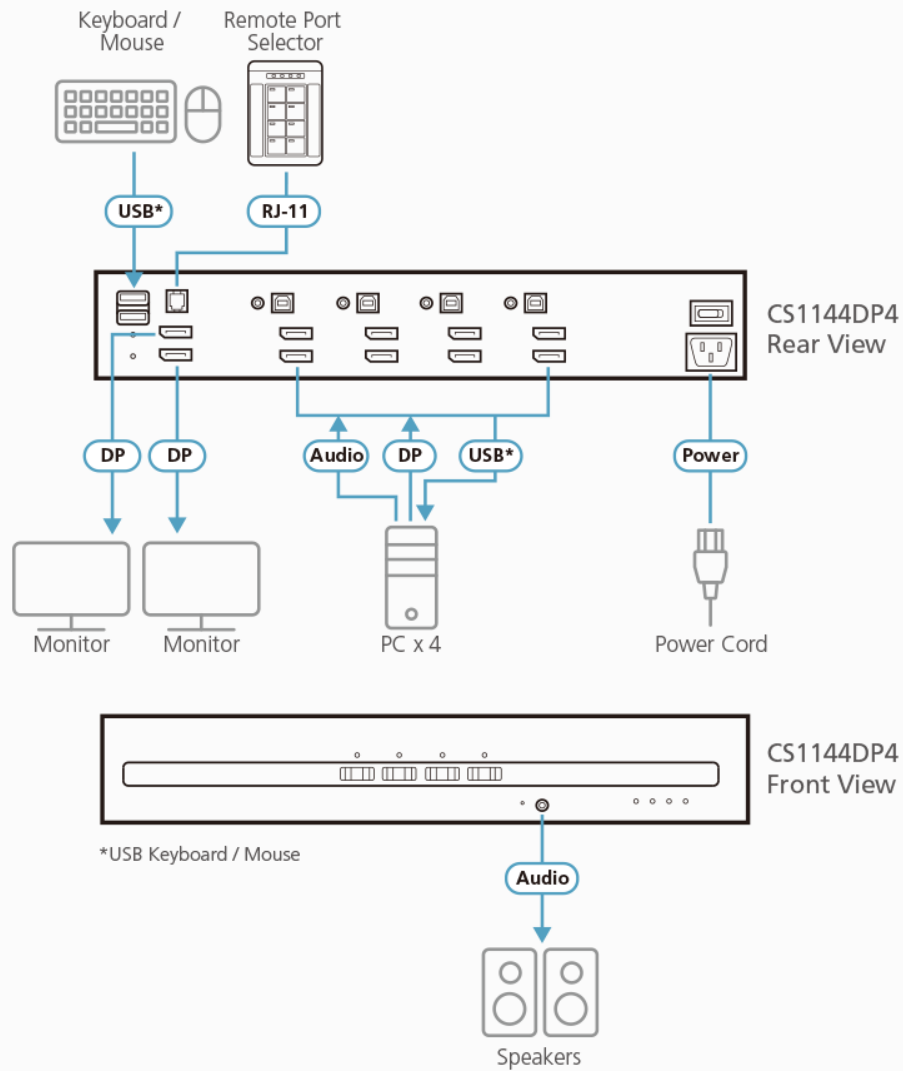 Keyboard /
Mouse
Remote Port
Selector
USB*
RJ-11
CS1144DP4
Rear View
DP
DP
Audio
DP
USB*
Power
Monitor
Monitor
PC x 4
Power Cord
CS1144DP4
Front View
*USB Keyboard / Mouse
Audio
Speakers